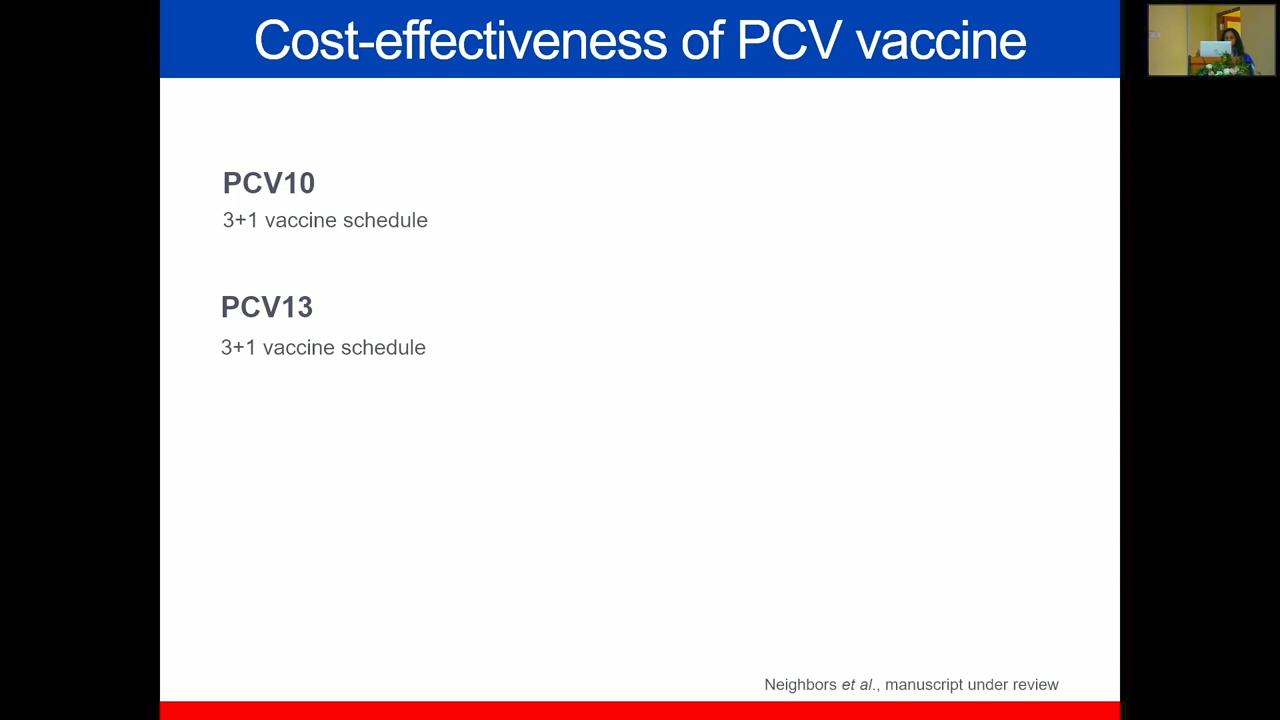 Cost-effectiveness of PCV vaccine
PCV10
3+1 vaccine schedule
PCV13
3+1 vaccine schedule
Neighbors et al., manuscript under review